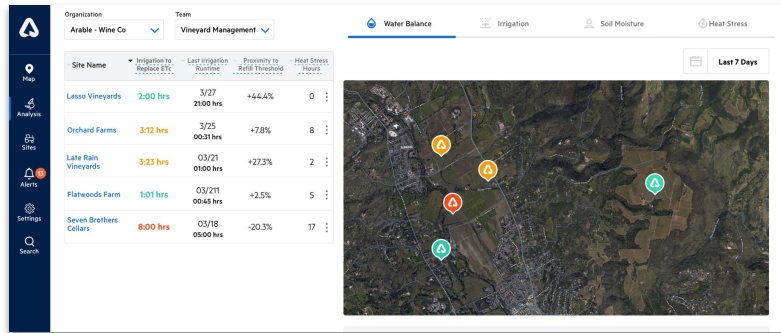 Organization
Team
Arable - Wine Co
Vineyard Management
Water Balance
Irrigation
Soil Moisture
Heat Stress
Map
Analysis
Sites
13
Alerts
Settings
Search
Last 7 Days
Site Name
Irrigation to
Replace ETc
Last Irrigation
Runtime
Proximity to
Refill Threshold
Heat Stress
Hours
Lasso Vineyards
2:00 hrs
3/27
21:00 hrs
+44.4%
0
Orchard Farms
3:12 hrs
3/25
00:31 hrs
+7.8%
8
Late Rain
Vineyards
3:23 hrs
03/21
01:00 hrs
+27.3%
2
Flatwoods Farm
1:01 hrs
03/211
00:45 hrs
+2.5%
5
Seven Brothers
Cellars
8:00 hrs
03/18
05:00 hrs
-20.3%
17